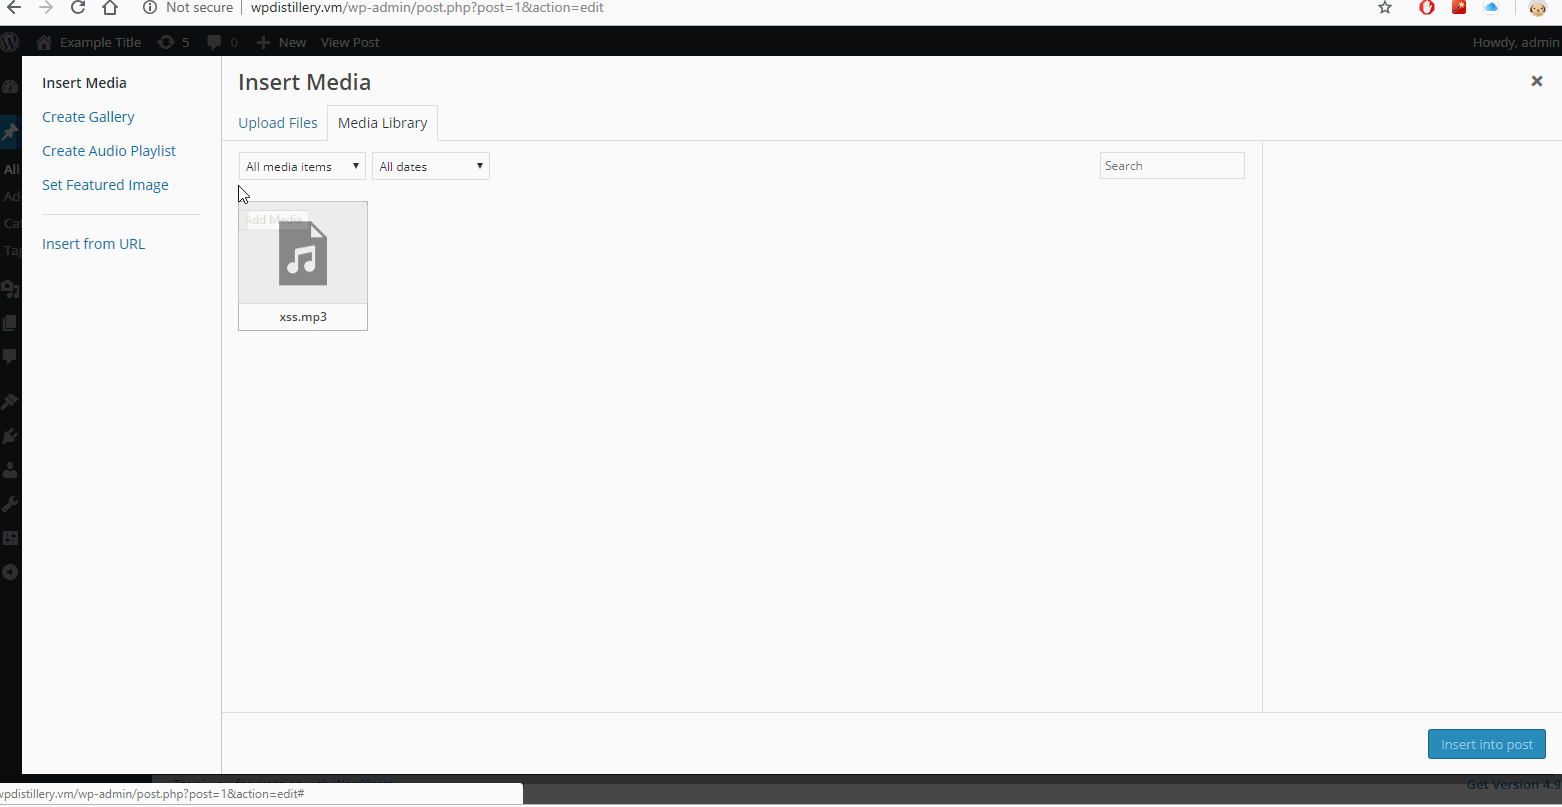 Not secure wpdistillery.vm/wp-admin/post.php?post=1&action=edit
Example Title 5 0 New View Post Howdy, admin
Insert Media
Create Gallery
Create Audio Playlist
Set Featured Image
Insert from URL
Insert Media
Upload Files Media Library
All media items All dates Search
Add Media
xss.mp3
All
Insert into post
Get Version 4.9
wpdistillery.vm/wp-admin/post.php?post=1&action=edit#